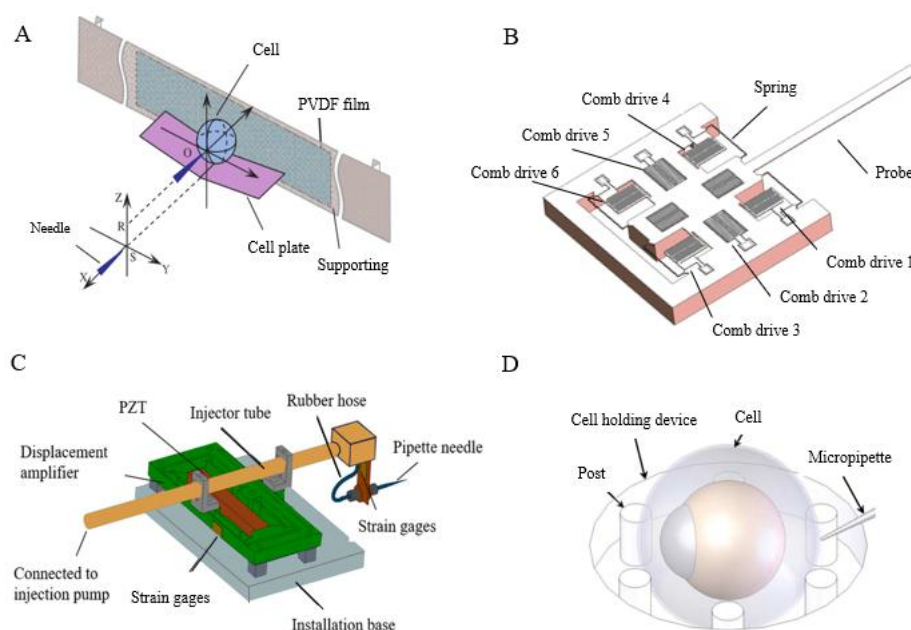 A
Cell
PVDF film
O
Z
R
Needle
S
X
Y
Cell plate
Supporting
B
Comb drive 4
Spring
Comb drive 5
Comb drive 6
Probe
Comb drive 1
Comb drive 2
Comb drive 3
C
PZT
Injector tube
Rubber hose
Displacement
amplifier
Pipette needle
Strain gages
Connected to
injection pump
Strain gages
Installation base
D
Cell holding device
Cell
Post
Micropipette